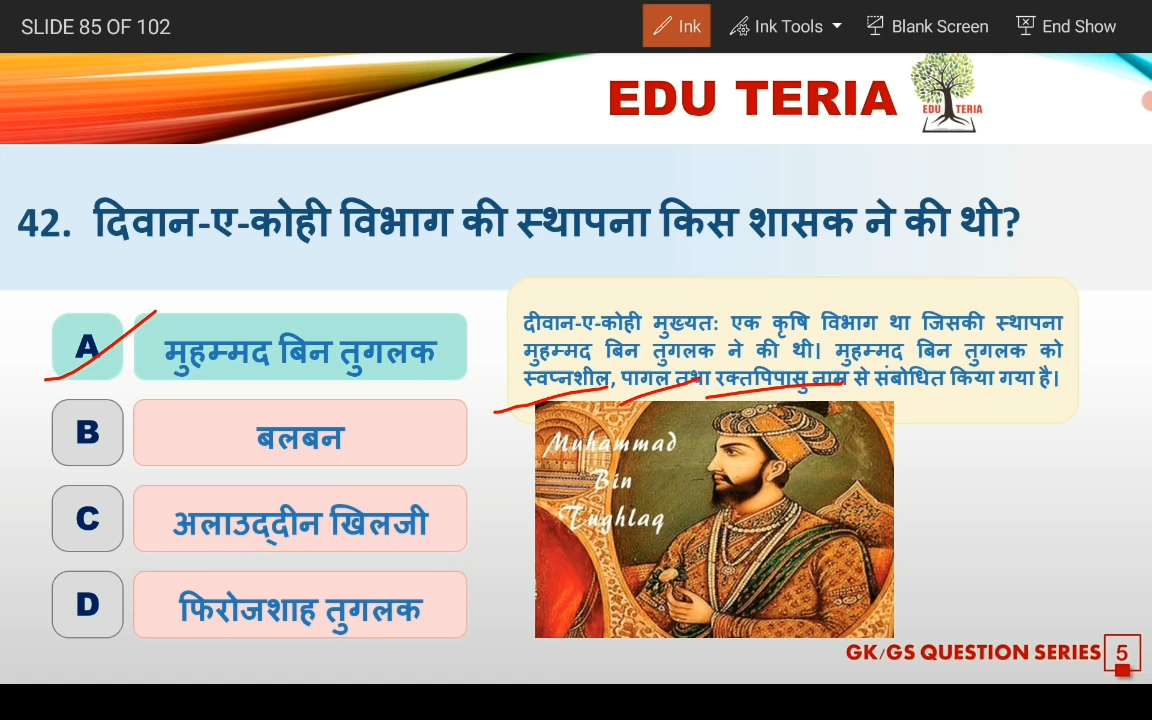 SLIDE 85 OF 102
Ink
Ink Tools
Blank Screen
End Show
EDU TERIA
EDU TERIA
42. दिवान-ए-कोही विभाग की स्थापना किस शासक ने की थी?
A
मुहम्मद बिन तुगलक
B
बलबन
C
अलाउद्दीन खिलजी
D
फिरोजशाह तुगलक
दीवान-ए-कोही मुख्यत: एक कृषि विभाग था जिसकी स्थापना
मुहम्मद बिन तुगलक ने की थी| मुहम्मद बिन तुगलक को
स्वप्नशील, पागल तथा रक्तपिपासु नाम से संबोधित किया गया है|
Muhammad
Bin
Tughlaq
GK/GS QUESTION SERIES 5